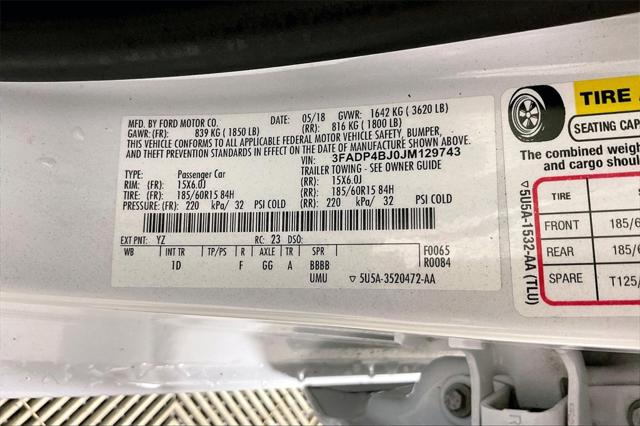 MFD. BY FORD MOTOR CO. DATE: 05/18 GVWR: 1642 KG ( 3620 LB)
GAWR: (FR): 839 KG ( 1850 LB) (RR): 816 KG ( 1800 LB)
THIS VEHICLE CONFORMS TO ALL APPLICABLE FEDERAL MOTOR VEHICLE SAFETY, BUMPER,
AND THEFT PREVENTION STANDARDS IN EFFECT ON THE DATE OF MANUFACTURE SHOWN ABOVE.
VIN: 3FADP4BJ0JM129743
TYPE: Passenger Car TRAILER TOWING - SEE OWNER GUIDE
RIM: (FR): 15X6.0J (RR): 15X6.0J
TIRE: (FR): 185/60R15 84H (RR): 185/60R15 84H
PRESSURE: (FR): 220 kPa/ 32 PSI COLD (RR): 220 kPa/ 32 PSI COLD
EXT PNT: YZ RC: 23 DSO:
WB INT TR TP/PS R AXLE TR SPR F0065
1D F GG A BBBB R0084
UMU ▽ 5U5A-3520472-AA
TIRE
SEATING CAP
The combined weight
and cargo should
▽5U5A-1532-AA (TLU)
TIRE
FRONT 185/6
REAR 185/6
SPARE T125/